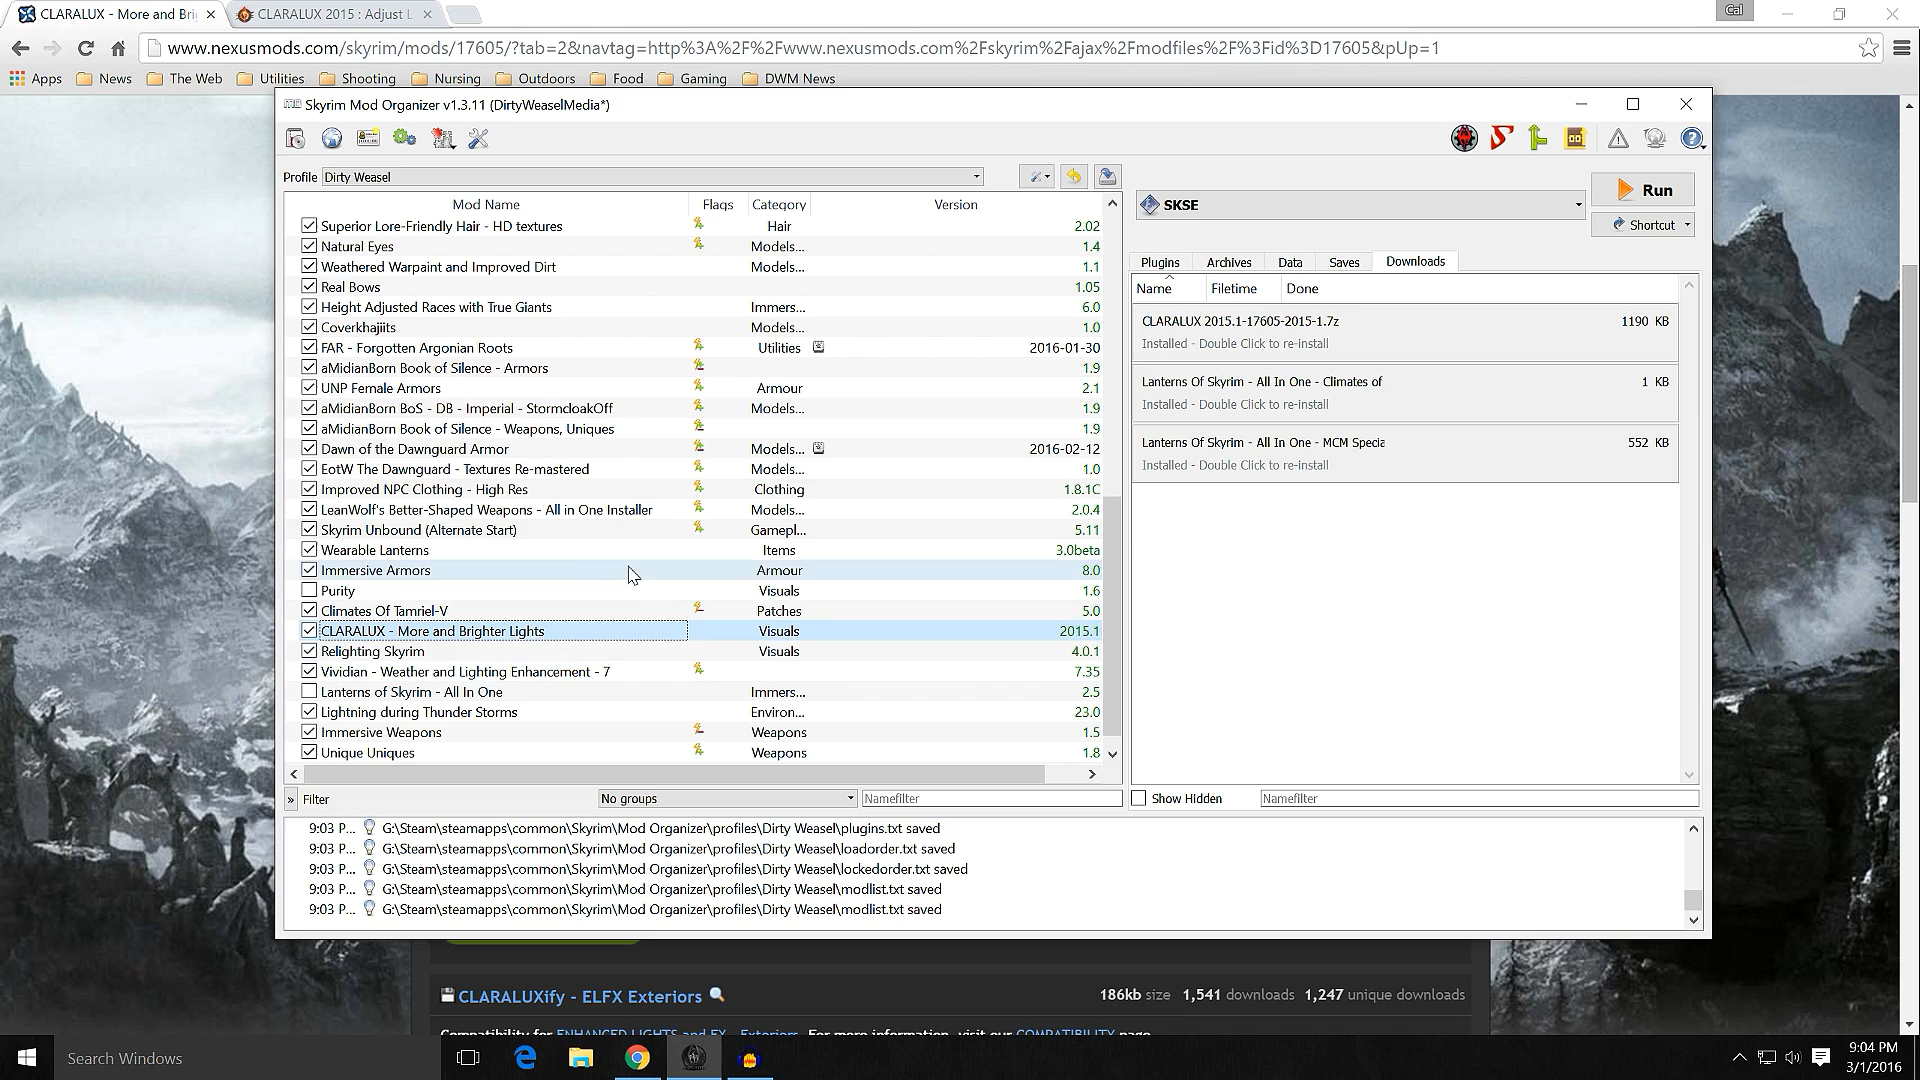 CLARALUX - More and Bri
CLARALUX 2015 : Adjust L
Cal
www.nexusmods.com/skyrim/mods/17605/?tab=2&navtag=http%3A%2F%2Fwww.nexusmods.com%2Fskyrim%2Fajax%2Fmodfiles%2F%3Fid%3D17605&pUp=1
Apps News The Web Utilities Shooting Nursing Outdoors Food Gaming DWM News
Skyrim Mod Organizer v1.3.11 (DirtyWeaselMedia*)
Profile Dirty Weasel
SKSE
Run
Shortcut
Mod Name Flags Category Version
Superior Lore-Friendly Hair - HD textures Hair 2.02
Natural Eyes Models... 1.4
Weathered Warpaint and Improved Dirt Models... 1.1
Real Bows 1.05
Height Adjusted Races with True Giants Immers... 6.0
Coverkhajiits Models... 1.0
FAR - Forgotten Argonian Roots Utilities 2016-01-30
aMidianBorn Book of Silence - Armors 1.9
UNP Female Armors Armour 2.1
aMidianBorn BoS - DB - Imperial - StormcloakOff Models... 1.9
aMidianBorn Book of Silence - Weapons, Uniques 1.9
Dawn of the Dawnguard Armor Models... 2016-02-12
EotW The Dawnguard - Textures Re-mastered Models... 1.0
Improved NPC Clothing - High Res Clothing 1.8.1C
LeanWolf's Better-Shaped Weapons - All in One Installer Models... 2.0.4
Skyrim Unbound (Alternate Start) Gamepl... 5.11
Wearable Lanterns Items 3.0beta
Immersive Armors Armour 8.0
Purity Visuals 1.6
Climates Of Tamriel-V Patches 5.0
CLARALUX - More and Brighter Lights Visuals 2015.1
Relighting Skyrim Visuals 4.0.1
Vividian - Weather and Lighting Enhancement - 7 7.35
Lanterns of Skyrim - All In One Immers... 2.5
Lightning during Thunder Storms Environ... 23.0
Immersive Weapons Weapons 1.5
Unique Uniques Weapons 1.8
» Filter No groups Namefilter
Plugins Archives Data Saves Downloads
Name Filetime Done
CLARALUX 2015.1-17605-2015-1.7z 1190 KB
Installed - Double Click to re-install
Lanterns Of Skyrim - All In One - Climates of 1 KB
Installed - Double Click to re-install
Lanterns Of Skyrim - All In One - MCM Specia 552 KB
Installed - Double Click to re-install
Show Hidden Namefilter
9:03 P... G:\Steam\steamapps\common\Skyrim\Mod Organizer\profiles\Dirty Weasel\plugins.txt saved
9:03 P... G:\Steam\steamapps\common\Skyrim\Mod Organizer\profiles\Dirty Weasel\loadorder.txt saved
9:03 P... G:\Steam\steamapps\common\Skyrim\Mod Organizer\profiles\Dirty Weasel\lockedorder.txt saved
9:03 P... G:\Steam\steamapps\common\Skyrim\Mod Organizer\profiles\Dirty Weasel\modlist.txt saved
9:03 P... G:\Steam\steamapps\common\Skyrim\Mod Organizer\profiles\Dirty Weasel\modlist.txt saved
CLARALUXify - ELFX Exteriors 186kb size 1,541 downloads 1,247 unique downloads
Compatibility for ENHANCED LIGHTS and FX - Exteriors. For more information, visit our COMPATIBILITY page
Search Windows
9:04 PM
3/1/2016